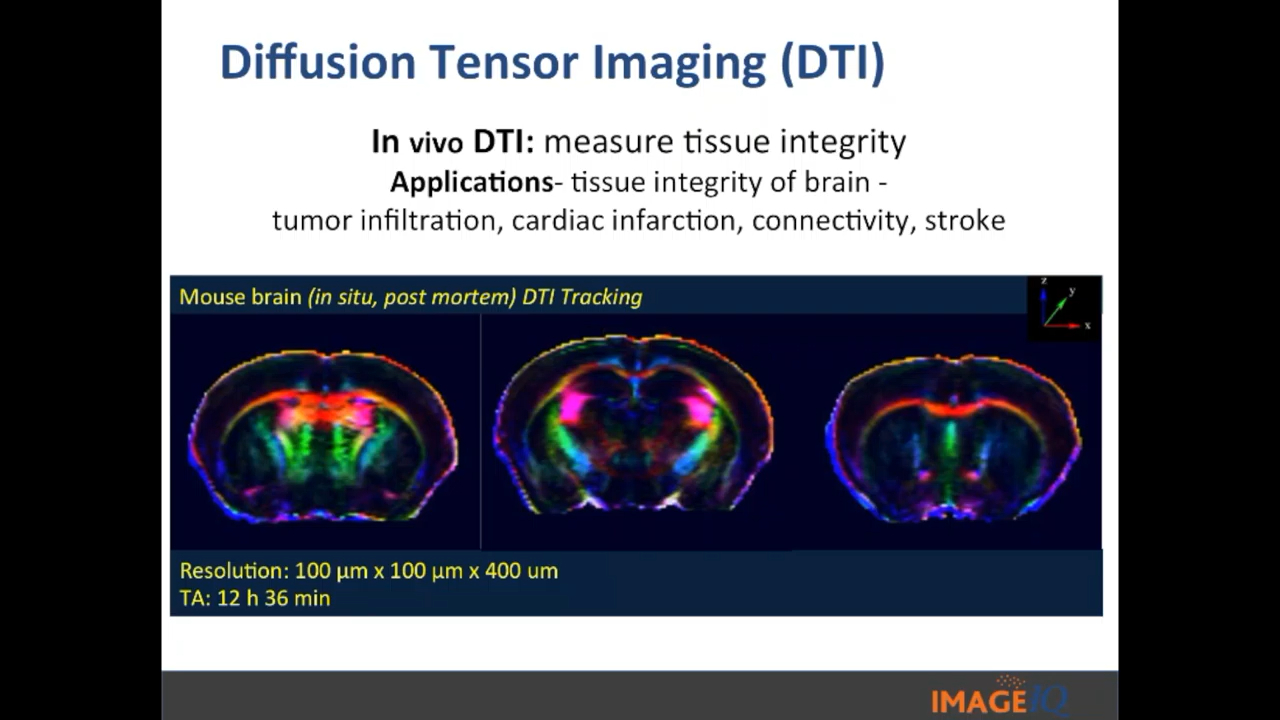 Diffusion Tensor Imaging (DTI)
In vivo DTI: measure tissue integrity
Applications- tissue integrity of brain -
tumor infiltration, cardiac infarction, connectivity, stroke
Mouse brain (in situ, post mortem) DTI Tracking
z
y
x
Resolution: 100 µm x 100 µm x 400 um
TA: 12 h 36 min
IMAGEIQ